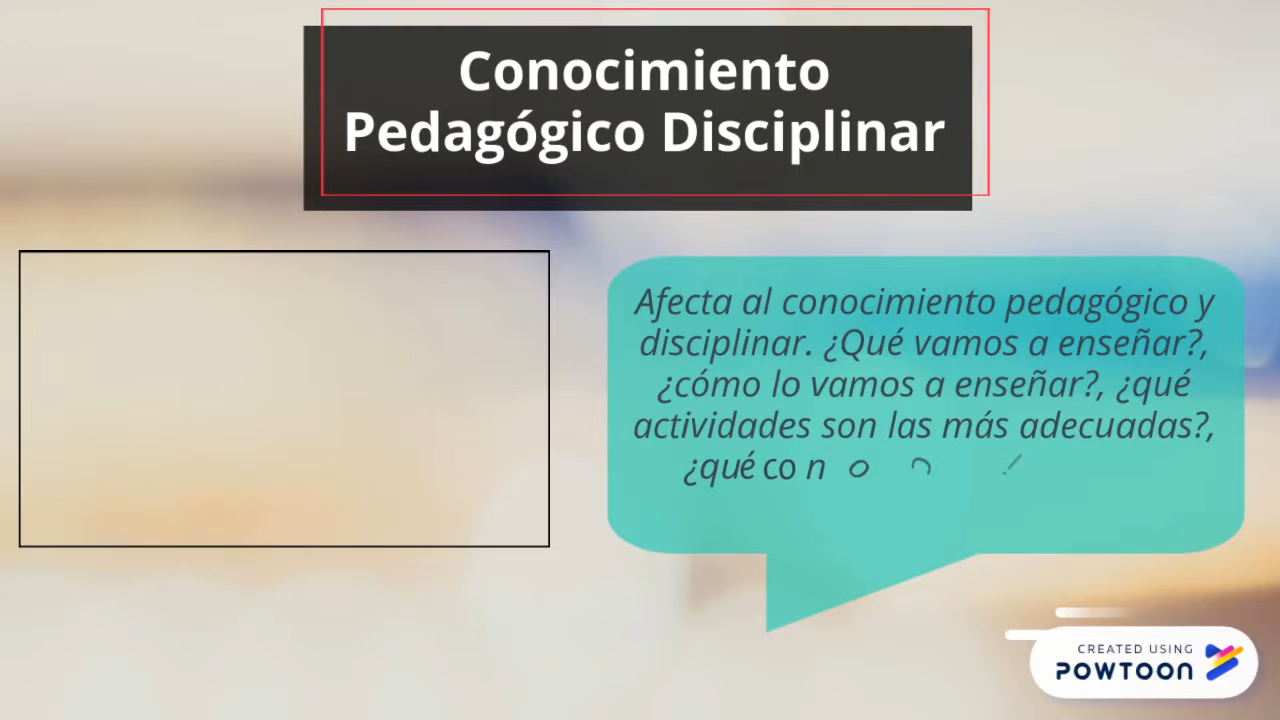 Conocimiento
Pedagógico Disciplinar
Afecta al conocimiento pedagógico y
disciplinar. ¿Qué vamos a enseñar?,
¿cómo lo vamos a enseñar?, ¿qué
actividades son las más adecuadas?,
¿qué cono
CREATED USING
POWTOON